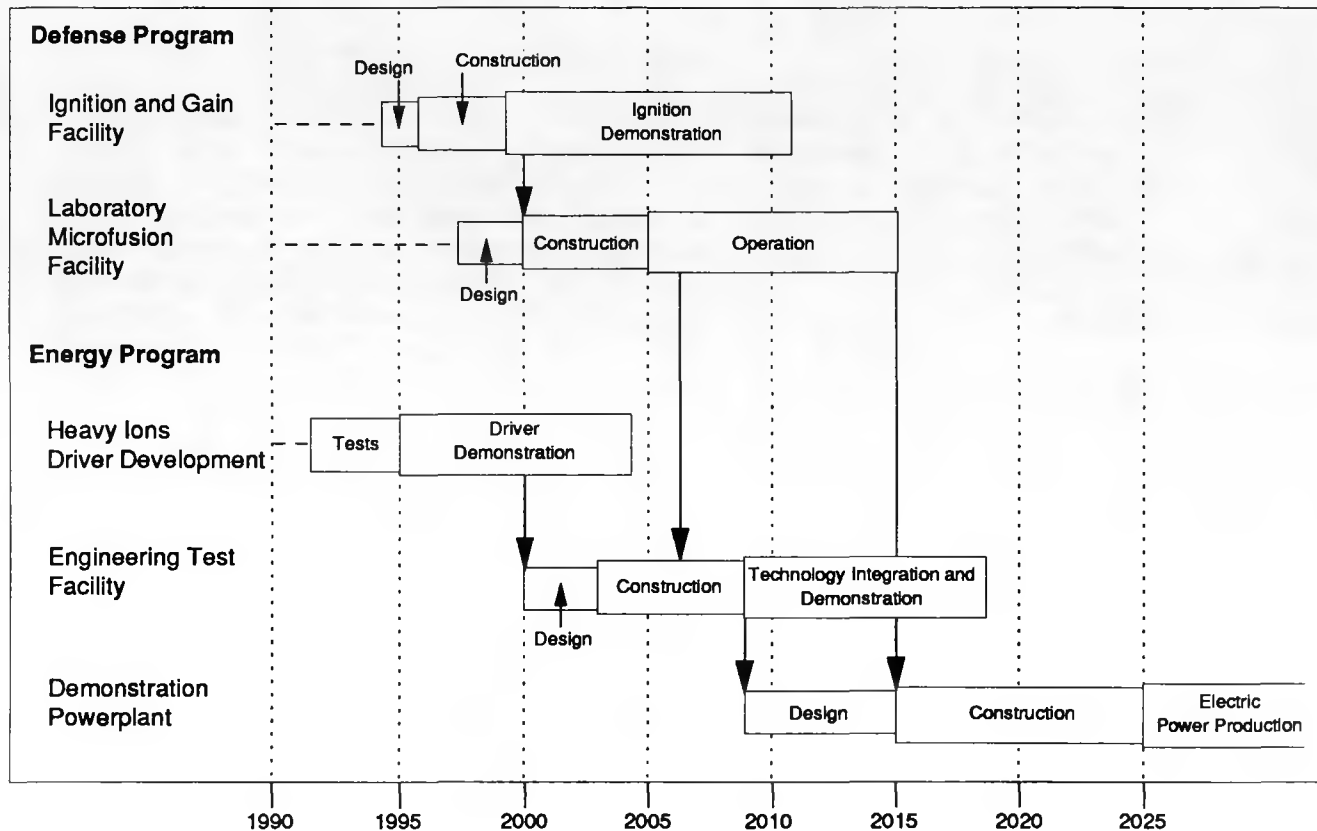 Defense Program
Design
Construction
Ignition and Gain
Facility
Ignition
Demonstration
Laboratory
Microfusion
Facility
Construction
Operation
Design
Energy Program
Heavy Ions
Driver Development
Tests
Driver
Demonstration
Engineering Test
Facility
Construction
Technology Integration and
Demonstration
Design
Demonstration
Powerplant
Design
Construction
Electric
Power Production
1990 1995 2000 2005 2010 2015 2020 2025